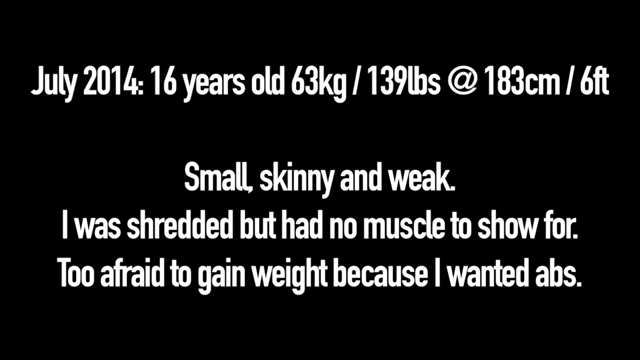 July 2014: 16 years old 63kg / 139lbs @ 183cm / 6ft
Small, skinny and weak.
I was shredded but had no muscle to show for.
Too afraid to gain weight because I wanted abs.